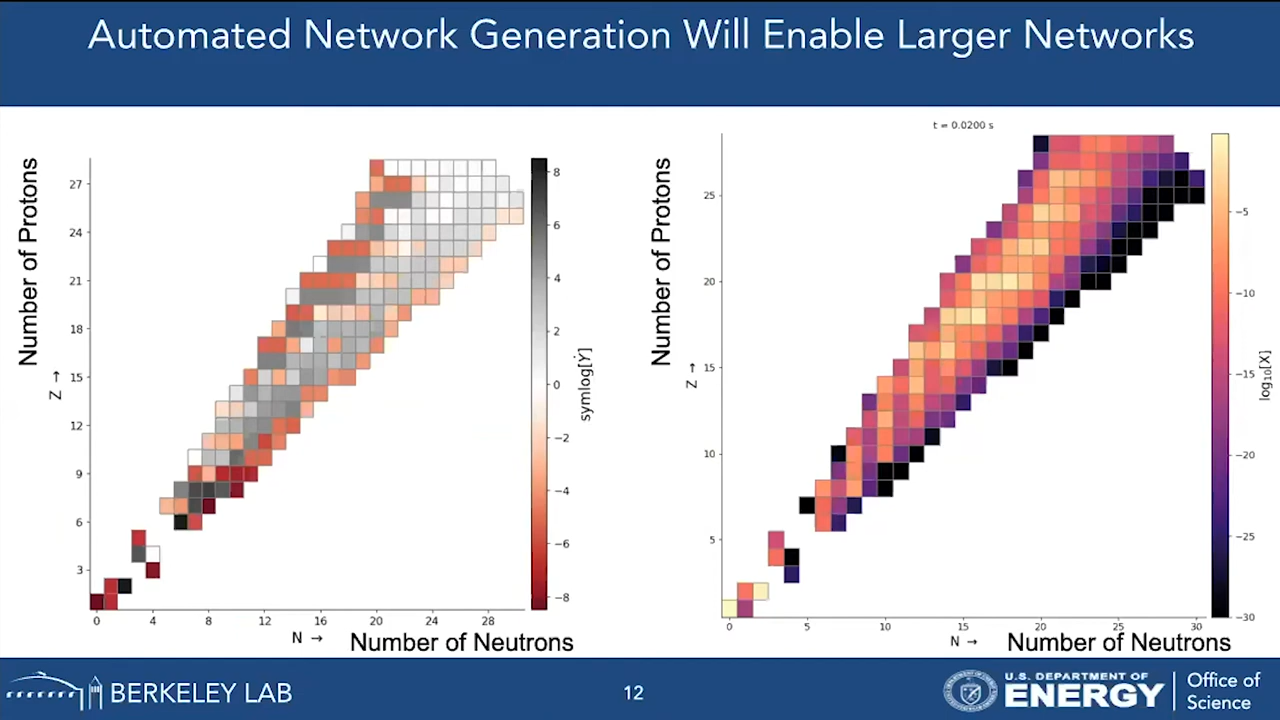 Automated Network Generation Will Enable Larger Networks
Number of Protons
Z →
27
24
21
18
15
12
9
6
3
0
4
8
12
16
20
24
28
N →
Number of Neutrons
8
6
4
2
0
−2
−4
−6
−8
symlog[Ẏ]
t = 0.0200 s
Number of Protons
Z →
25
20
15
10
5
0
5
10
15
20
25
30
N →
Number of Neutrons
−5
−10
−15
−20
−25
−30
log₁₀[X]
BERKELEY LAB
12
U.S. DEPARTMENT OF
ENERGY
Office of
Science